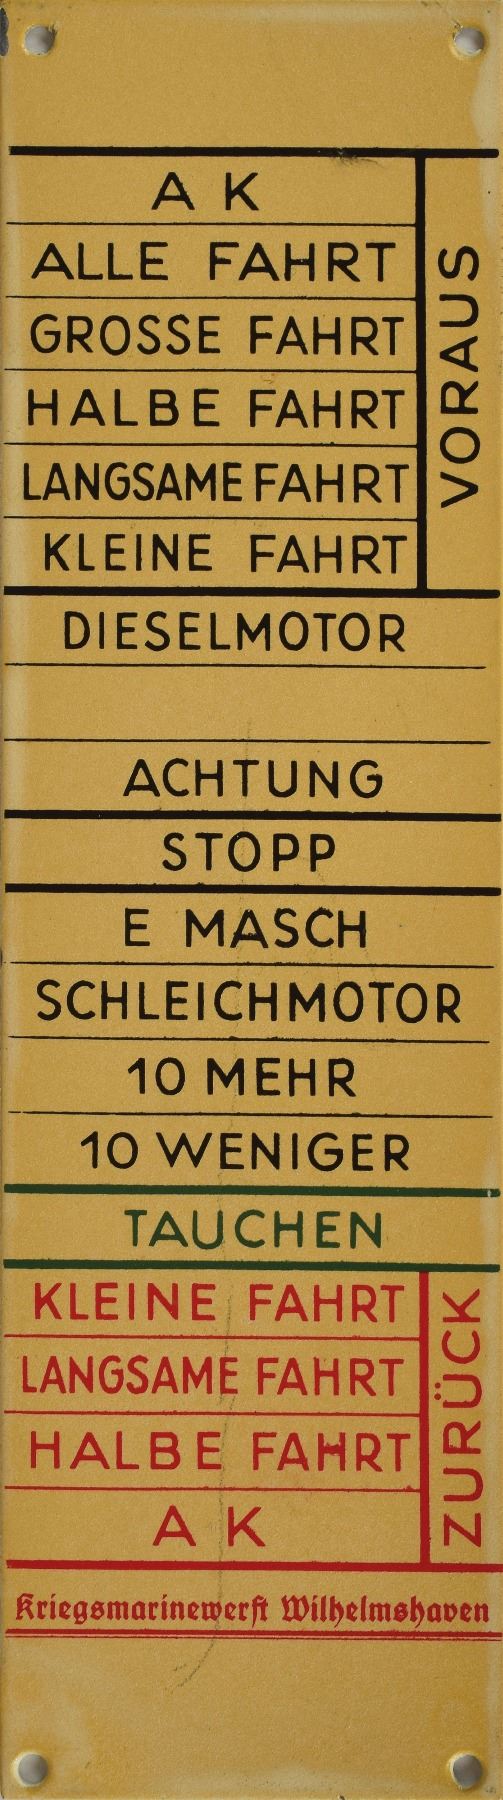 A K
ALLE FAHRT
GROSSE FAHRT
HALBE FAHRT
LANGSAME FAHRT
KLEINE FAHRT
VORAUS
DIESELMOTOR
ACHTUNG
STOPP
E MASCH
SCHLEICHMOTOR
10 MEHR
10 WENIGER
TAUCHEN
KLEINE FAHRT
LANGSAME FAHRT
HALBE FAHRT
A K
ZURÜCK
Kriegsmarinewerft Wilhelmshaven